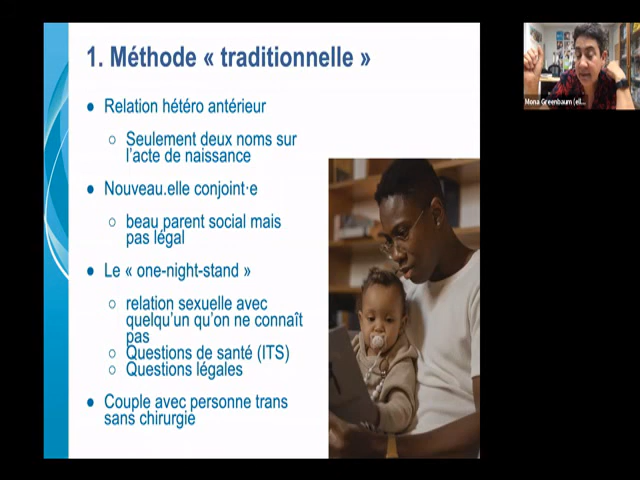 1. Méthode « traditionnelle »
● Relation hétéro antérieur
○ Seulement deux noms sur
l'acte de naissance
● Nouveau.elle conjoint·e
○ beau parent social mais
pas légal
● Le « one-night-stand »
○ relation sexuelle avec
quelqu'un qu'on ne connaît
pas
○ Questions de santé (ITS)
○ Questions légales
● Couple avec personne trans
sans chirurgie
Mona Greenbaum (ell...